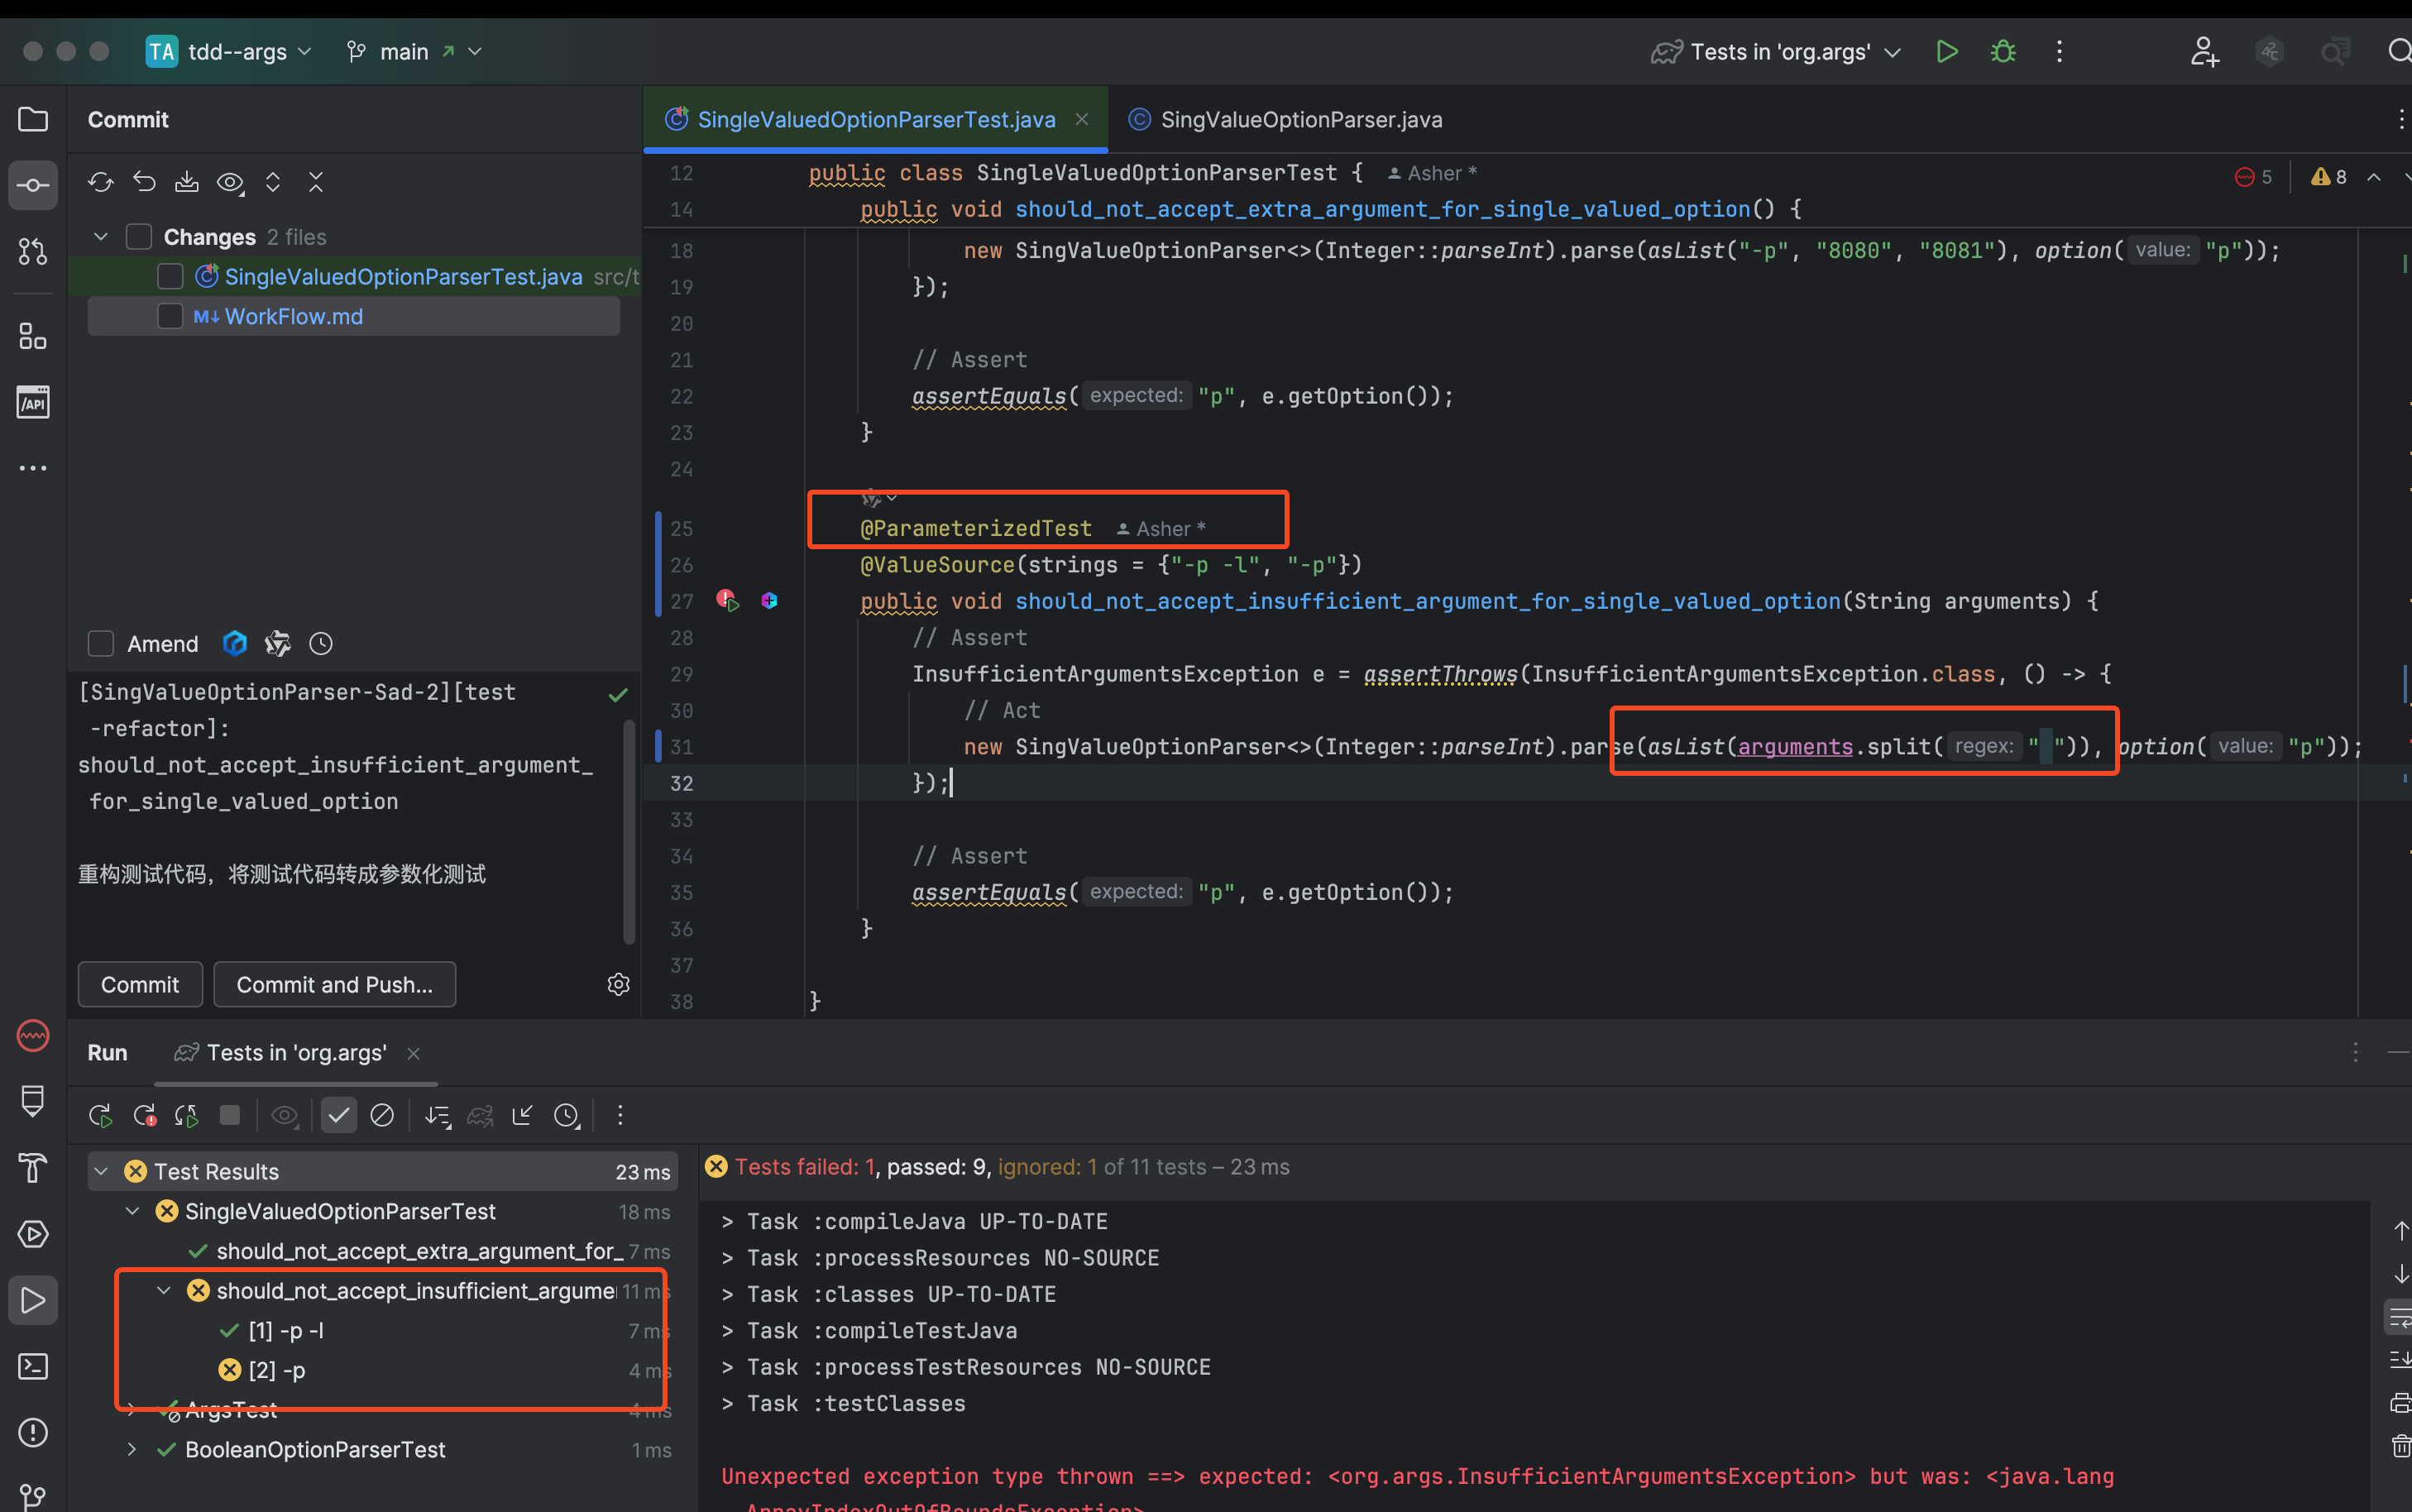 TA tdd--args main Tests in 'org.args'
Commit
SingleValuedOptionParserTest.java SingValueOptionParser.java
Changes 2 files
SingleValuedOptionParserTest.java src/t
M↓ WorkFlow.md
/API
Amend
[SingValueOptionParser-Sad-2][test
-refactor]:
should_not_accept_insufficient_argument_
for_single_valued_option
重构测试代码，将测试代码转成参数化测试
Commit Commit and Push...
5 8
12 public class SingleValuedOptionParserTest { Asher *
14 public void should_not_accept_extra_argument_for_single_valued_option() {
18 new SingValueOptionParser<>(Integer::parseInt).parse(asList("-p", "8080", "8081"), option( value: "p"));
19 });
20
21 // Assert
22 assertEquals( expected: "p", e.getOption());
23 }
24
25 @ParameterizedTest Asher *
26 @ValueSource(strings = {"-p -l", "-p"})
27 public void should_not_accept_insufficient_argument_for_single_valued_option(String arguments) {
28 // Assert
29 InsufficientArgumentsException e = assertThrows(InsufficientArgumentsException.class, () -> {
30 // Act
31 new SingValueOptionParser<>(Integer::parseInt).parse(asList(arguments.split( regex: " ")), option( value: "p"));
32 });
33
34 // Assert
35 assertEquals( expected: "p", e.getOption());
36 }
37
38 }
Run Tests in 'org.args'
Test Results 23 ms
SingleValuedOptionParserTest 18 ms
should_not_accept_extra_argument_for_ 7 ms
should_not_accept_insufficient_argume 11 ms
[1] -p -l 7 ms
[2] -p 4 ms
ArgsTest 4 ms
BooleanOptionParserTest 1 ms
Tests failed: 1, passed: 9, ignored: 1 of 11 tests – 23 ms
> Task :compileJava UP-TO-DATE
> Task :processResources NO-SOURCE
> Task :classes UP-TO-DATE
> Task :compileTestJava
> Task :processTestResources NO-SOURCE
> Task :testClasses
Unexpected exception type thrown ==> expected: <org.args.InsufficientArgumentsException> but was: <java.lang
.ArrayIndexOutOfBoundsException>